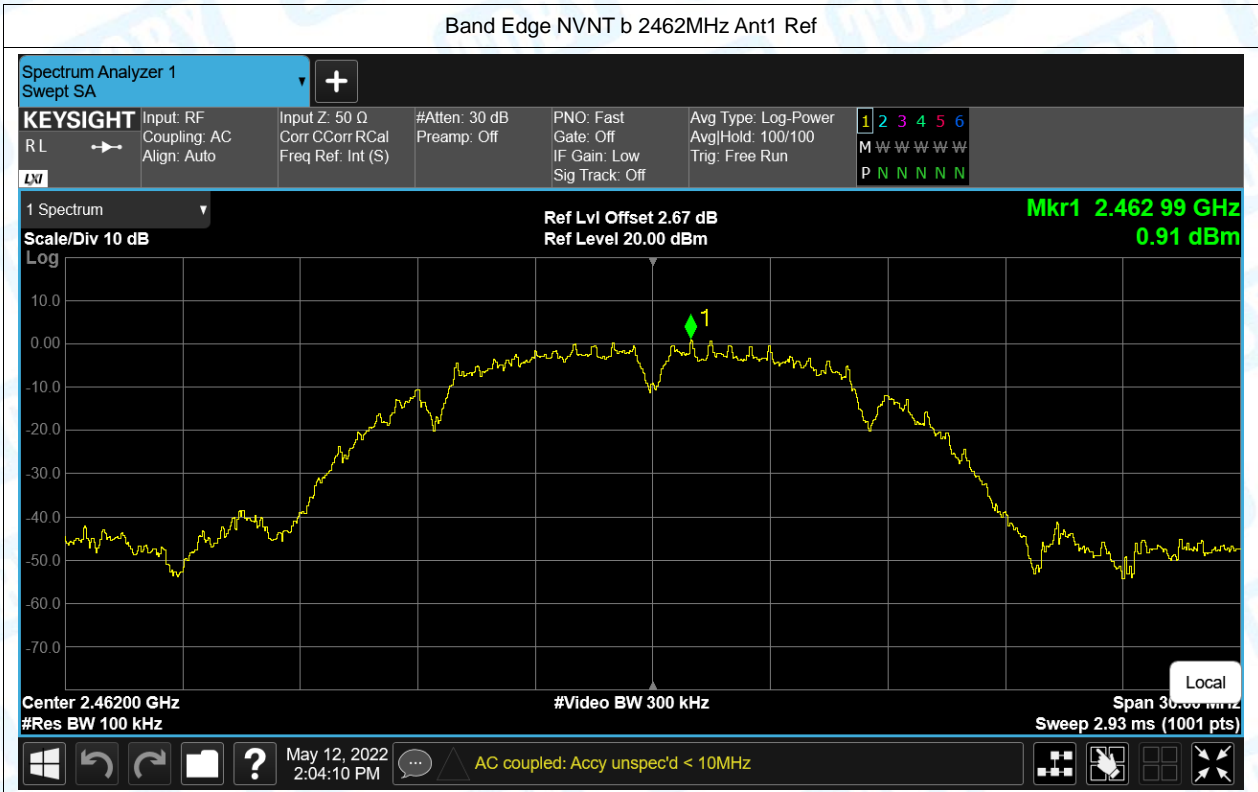 Band Edge NVNT b 2462MHz Ant1 Ref
Spectrum Analyzer 1
Swept SA
KEYSIGHT
R L
LXI
Input: RF
Coupling: AC
Align: Auto
Input Z: 50 Ω
Corr CCorr RCal
Freq Ref: Int (S)
#Atten: 30 dB
Preamp: Off
PNO: Fast
Gate: Off
IF Gain: Low
Sig Track: Off
Avg Type: Log-Power
Avg|Hold: 100/100
Trig: Free Run
1 2 3 4 5 6
M W W W W W W
P N N N N N
1 Spectrum
Scale/Div 10 dB
Ref Lvl Offset 2.67 dB
Ref Level 20.00 dBm
Mkr1 2.462 99 GHz
0.91 dBm
Log
10.0
0.00
-10.0
-20.0
-30.0
-40.0
-50.0
-60.0
-70.0
1
Center 2.46200 GHz
#Res BW 100 kHz
#Video BW 300 kHz
Local
Span 30.00 MHz
Sweep 2.93 ms (1001 pts)
?
May 12, 2022
2:04:10 PM
AC coupled: Accy unspec'd < 10MHz